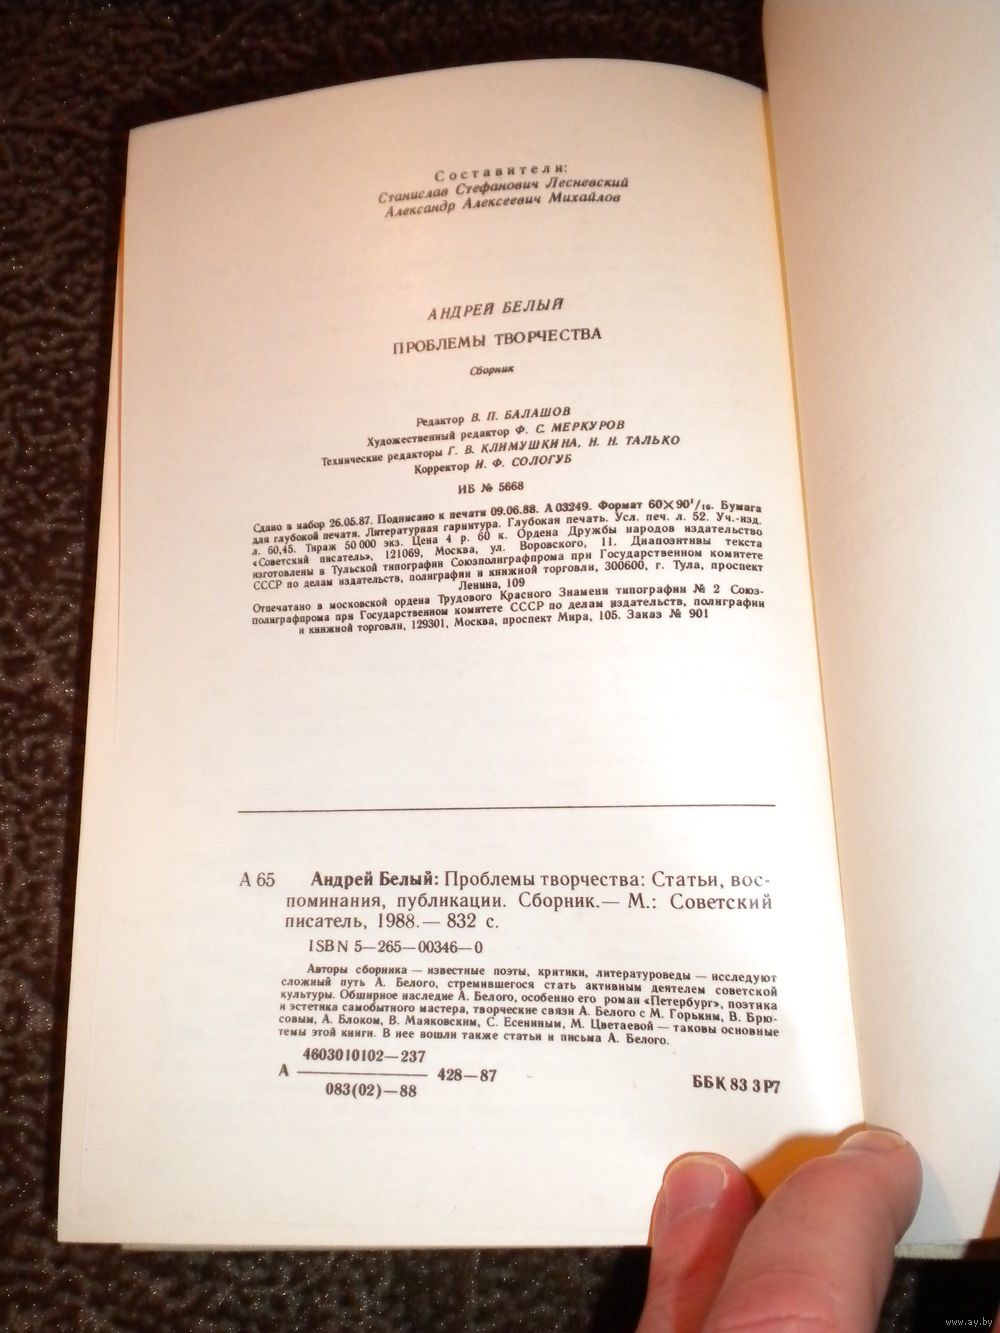 Составители:
Станислав Стефанович Лесневский
Александр Алексеевич Михайлов
АНДРЕЙ БЕЛЫЙ
ПРОБЛЕМЫ ТВОРЧЕСТВА
Сборник
Редактор В. П. БАЛАШОВ
Художественный редактор Ф. С. МЕРКУРОВ
Технические редакторы Г. В. КЛИМУШКИНА, Н. Н. ТАЛЬКО
Корректор И. Ф. СОЛОГУБ
ИБ № 5668
Сдано в набор 26.05.87. Подписано к печати 09.06.88. А 03249. Формат 60×90¹/₁₆. Бумага
для глубокой печати. Литературная гарнитура. Глубокая печать. Усл. печ. л. 52. Уч.-изд.
л. 60,45. Тираж 50 000 экз. Цена 4 р. 60 к. Ордена Дружбы народов издательство
«Советский писатель», 121069, Москва, ул. Воровского, 11. Диапозитивы текста
изготовлены в Тульской типографии Союзполиграфпрома при Государственном комитете
СССР по делам издательств, полиграфии и книжной торговли, 300600, г. Тула, проспект
Ленина, 109
Отпечатано в московской ордена Трудового Красного Знамени типографии № 2 Союз-
полиграфпрома при Государственном комитете СССР по делам издательств, полиграфии
и книжной торговли, 129301, Москва, проспект Мира, 105. Заказ № 901
А 65 Андрей Белый: Проблемы творчества: Статьи, вос-
поминания, публикации. Сборник.— М.: Советский
писатель, 1988.— 832 с.
ISBN 5—265—00346—0
Авторы сборника — известные поэты, критики, литературоведы — исследуют
сложный путь А. Белого, стремившегося стать активным деятелем советской
культуры. Обширное наследие А. Белого, особенно его роман «Петербург», поэтика
и эстетика самобытного мастера, творческие связи А. Белого с М. Горьким, В. Брю-
совым, А. Блоком, В. Маяковским, С. Есениным, М. Цветаевой — таковы основные
темы этой книги. В нее вошли также статьи и письма А. Белого.
4603010102—237
А 428—87
083(02)—88
ББК 83 3Р7
www.ay.by